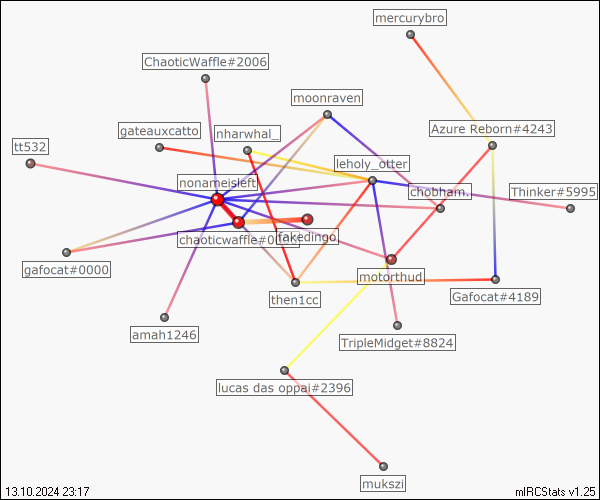 mercurybro
ChaoticWaffle#2006
moonraven
gateauxcatto
nharwhal_
Azure Reborn#4243
tt532
leholy_otter
nonameisleft
chobham.
Thinker#5995
chaoticwaffle#0
fakedingo
gafocat#0000
motorthud
then1cc
Gafocat#4189
amah1246
TripleMidget#8824
lucas das oppai#2396
mukszi
13.10.2024 23:17
mIRCStats v1.25